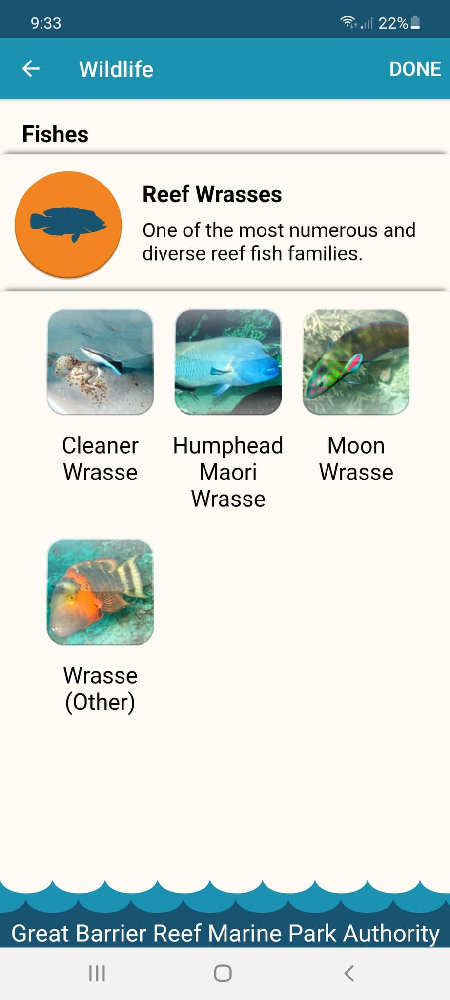 9:33
22%
Wildlife
DONE
Fishes
Reef Wrasses
One of the most numerous and
diverse reef fish families.
Cleaner
Wrasse
Humphead
Maori
Wrasse
Moon
Wrasse
Wrasse
(Other)
Great Barrier Reef Marine Park Authority